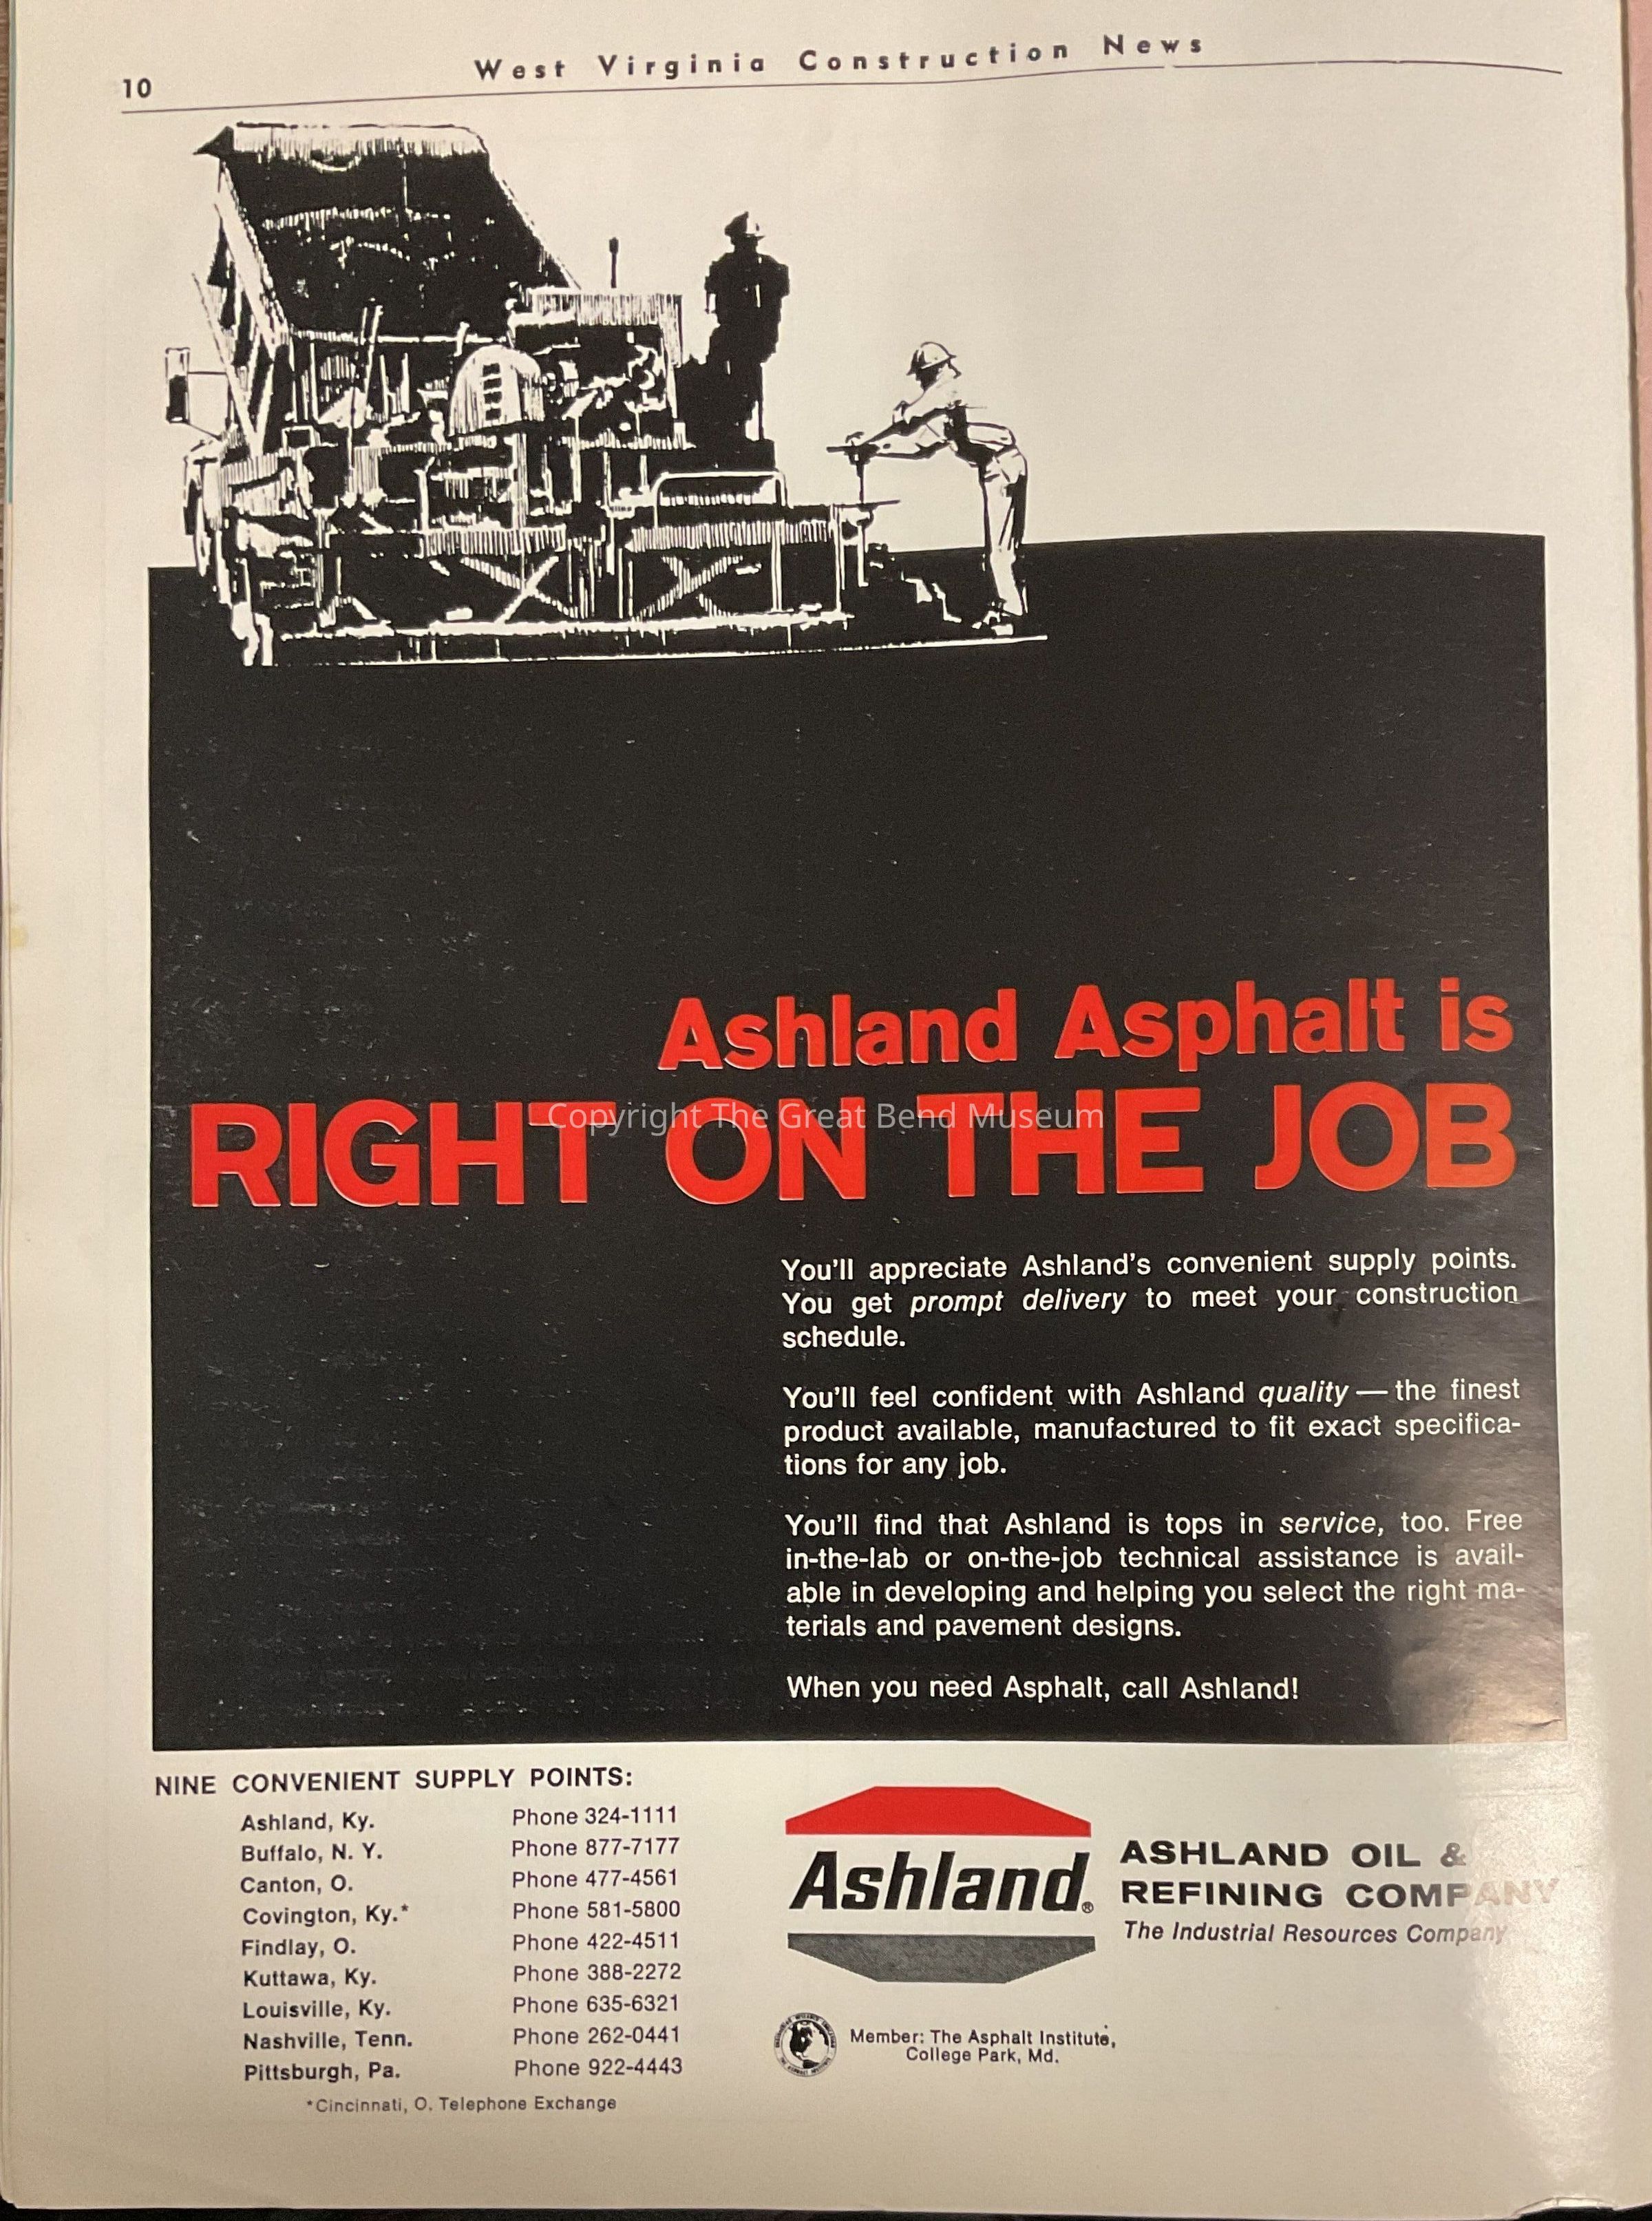 10
West Virginia Construction News
Ashland Asphalt is
RIGHT ON THE JOB
Copyright The Great Bend Museum
You'll appreciate Ashland's convenient supply points.
You get prompt delivery to meet your construction
schedule.
You'll feel confident with Ashland quality — the finest
product available, manufactured to fit exact specifica-
tions for any job.
You'll find that Ashland is tops in service, too. Free
in-the-lab or on-the-job technical assistance is avail-
able in developing and helping you select the right ma-
terials and pavement designs.
When you need Asphalt, call Ashland!
NINE CONVENIENT SUPPLY POINTS:
Ashland, Ky. Phone 324-1111
Buffalo, N. Y. Phone 877-7177
Canton, O. Phone 477-4561
Covington, Ky.* Phone 581-5800
Findlay, O. Phone 422-4511
Kuttawa, Ky. Phone 388-2272
Louisville, Ky. Phone 635-6321
Nashville, Tenn. Phone 262-0441
Pittsburgh, Pa. Phone 922-4443
*Cincinnati, O. Telephone Exchange
Ashland®
ASHLAND OIL &
REFINING COMPANY
The Industrial Resources Company
Member: The Asphalt Institute,
College Park, Md.